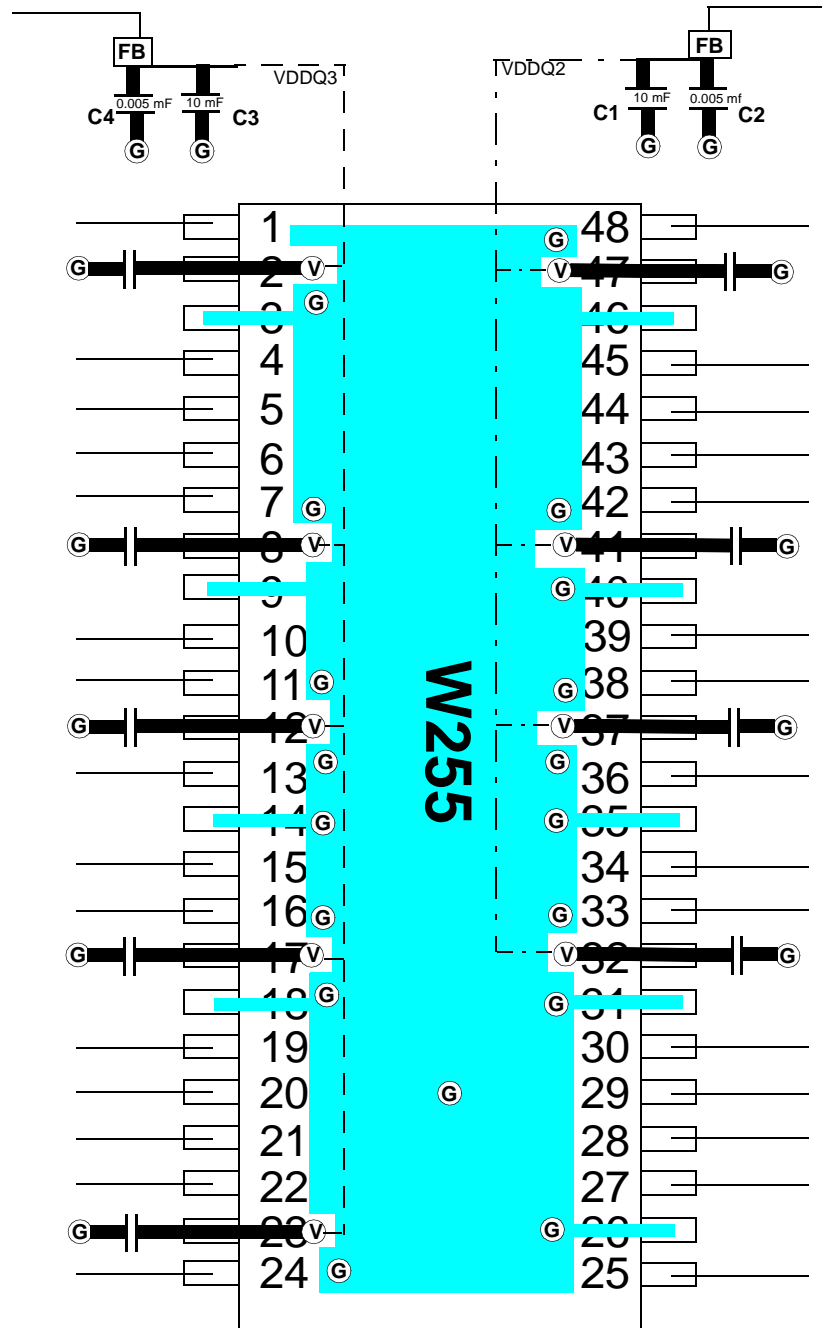 FB FB
VDDQ3 VDDQ2
0.005 mF 10 mF 10 mF 0.005 mf
C4 C3 C1 C2
G G G G
1 G 48
G 2 V V 47 G
3 G 46
4 45
5 44
6 43
7 G G 42
G 8 V V 41 G
9 G 40
10 39
11 G G 38
G 12 V V 37 G
13 G G 36
14 G G 35
15 34
16 G G 33
G 17 V V 32 G
18 G G 31
19 30
20 G 29
21 28
22 27
G 23 V G 26
24 G 25
W255